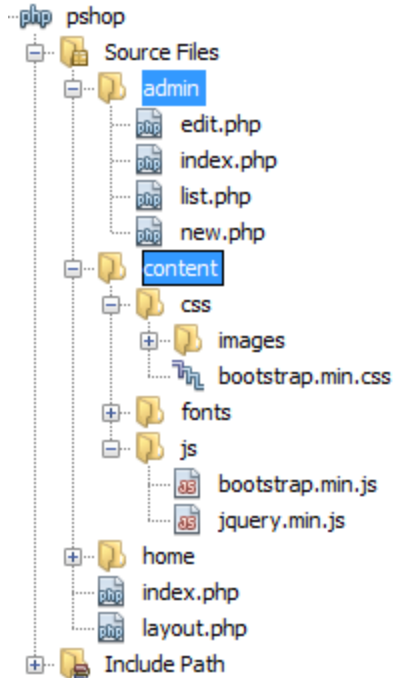 pshop
Source Files
admin
edit.php
index.php
list.php
new.php
content
css
images
bootstrap.min.css
fonts
js
bootstrap.min.js
jquery.min.js
home
index.php
layout.php
Include Path